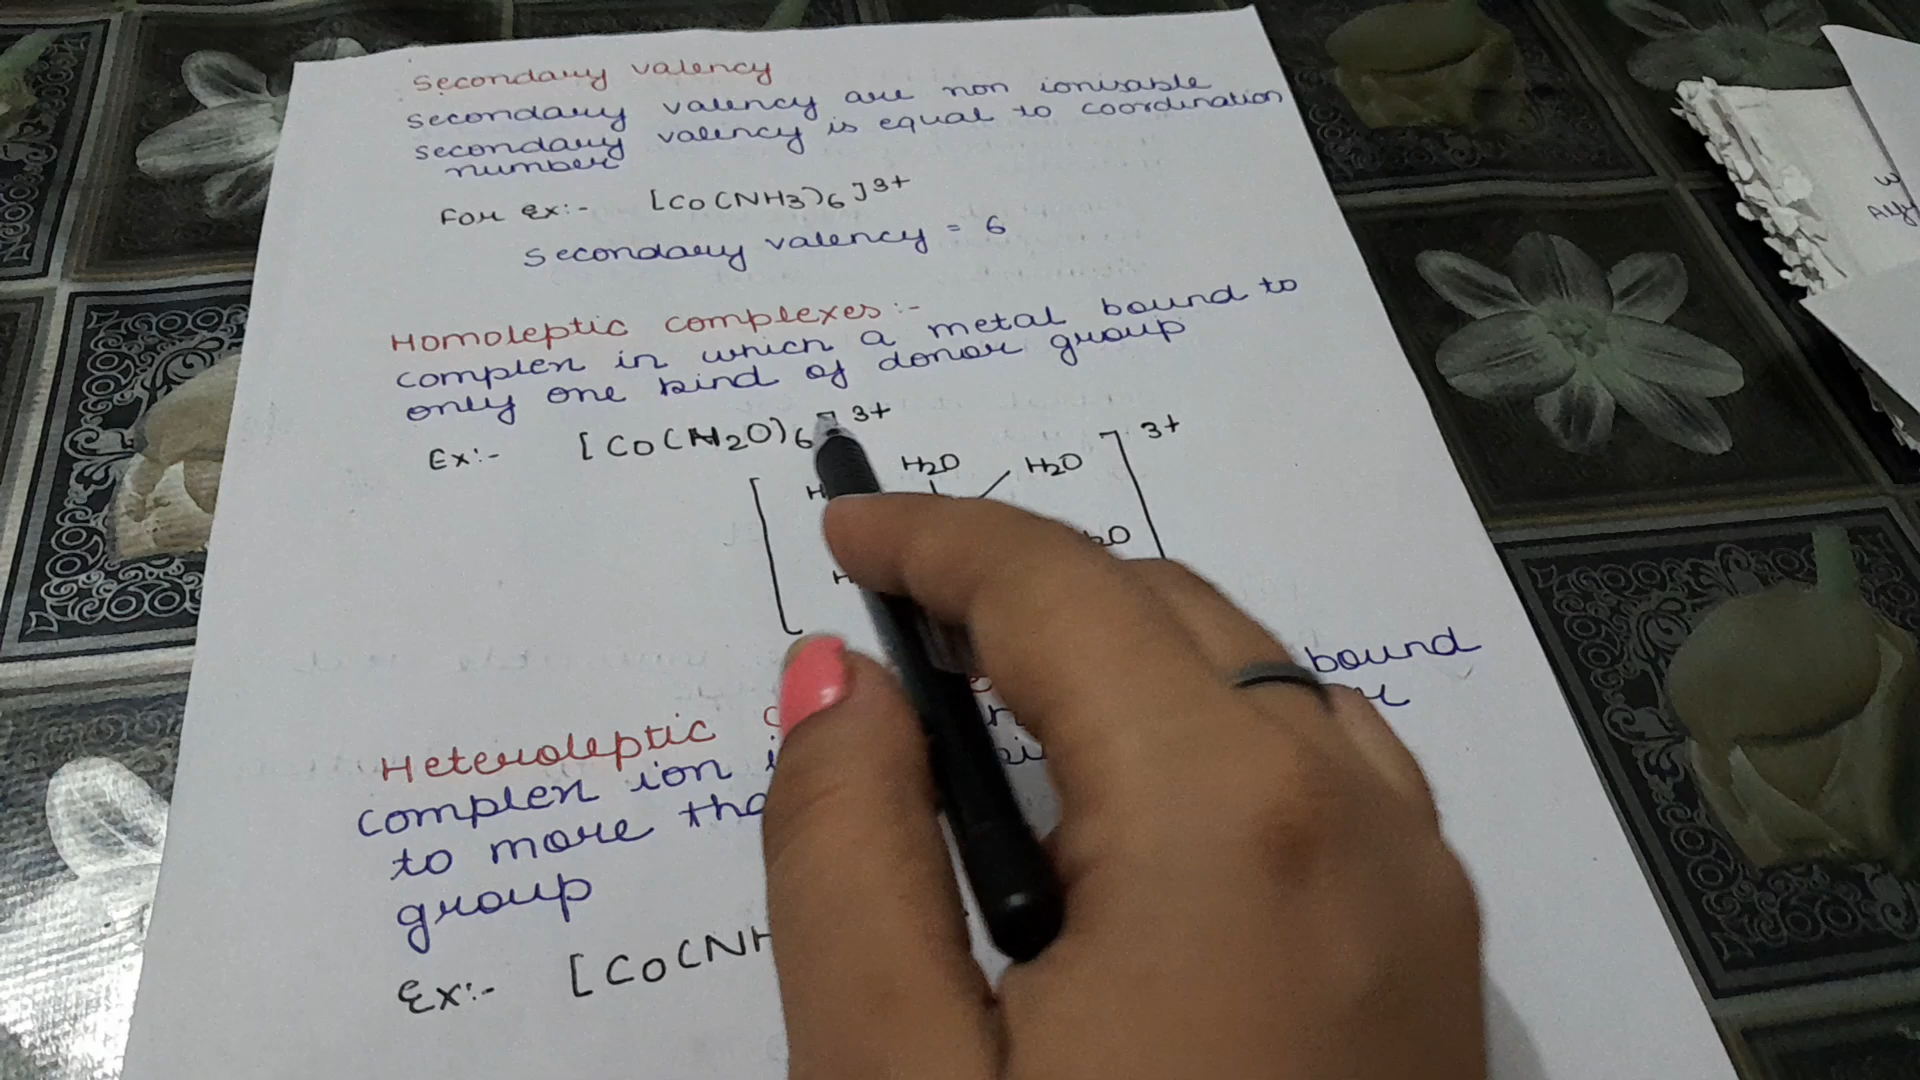 Secondary valency
Secondary valency are non ionisable
secondary valency is equal to coordination
number
For Ex:- [Co(NH3)6]3+
Secondary valency = 6
Homoleptic complexes:-
complex in which a metal bound to
only one kind of donor group
Ex:- [Co(H2O)6]3+
[ H2O H2O ]3+
Heteroleptic
complex ion bound
to more
group
Ex:- [Co(NH